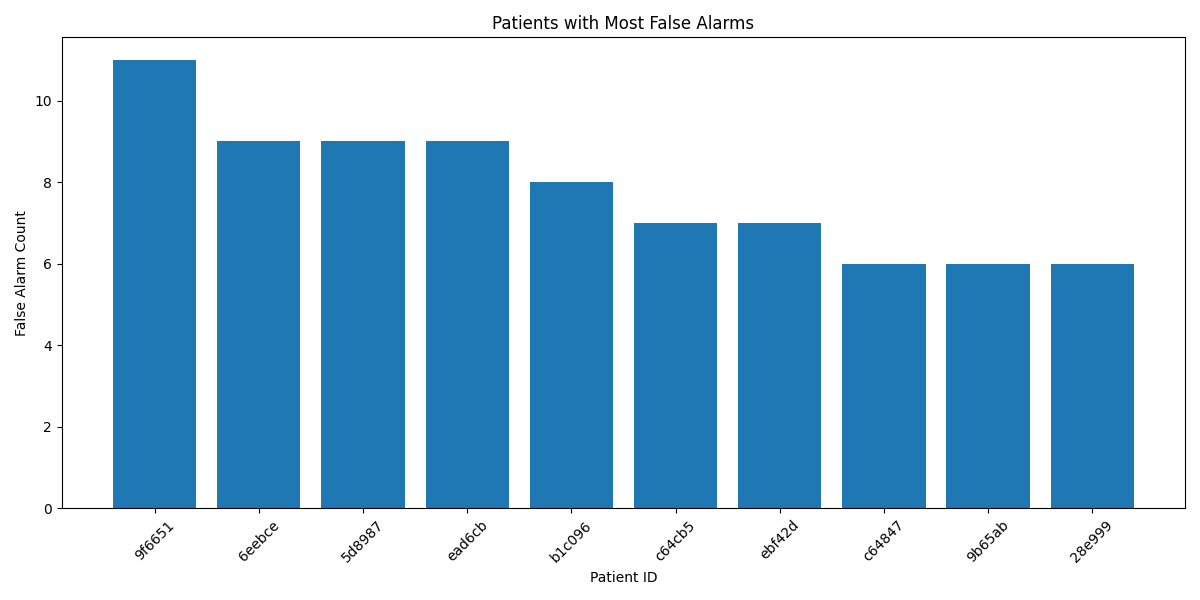 Patients with Most False Alarms
False Alarm Count
10
8
6
4
2
0
9f6651
6eebce
5d8987
ead6cb
b1c096
c64cb5
ebf42d
c64847
9b65ab
28e999
Patient ID